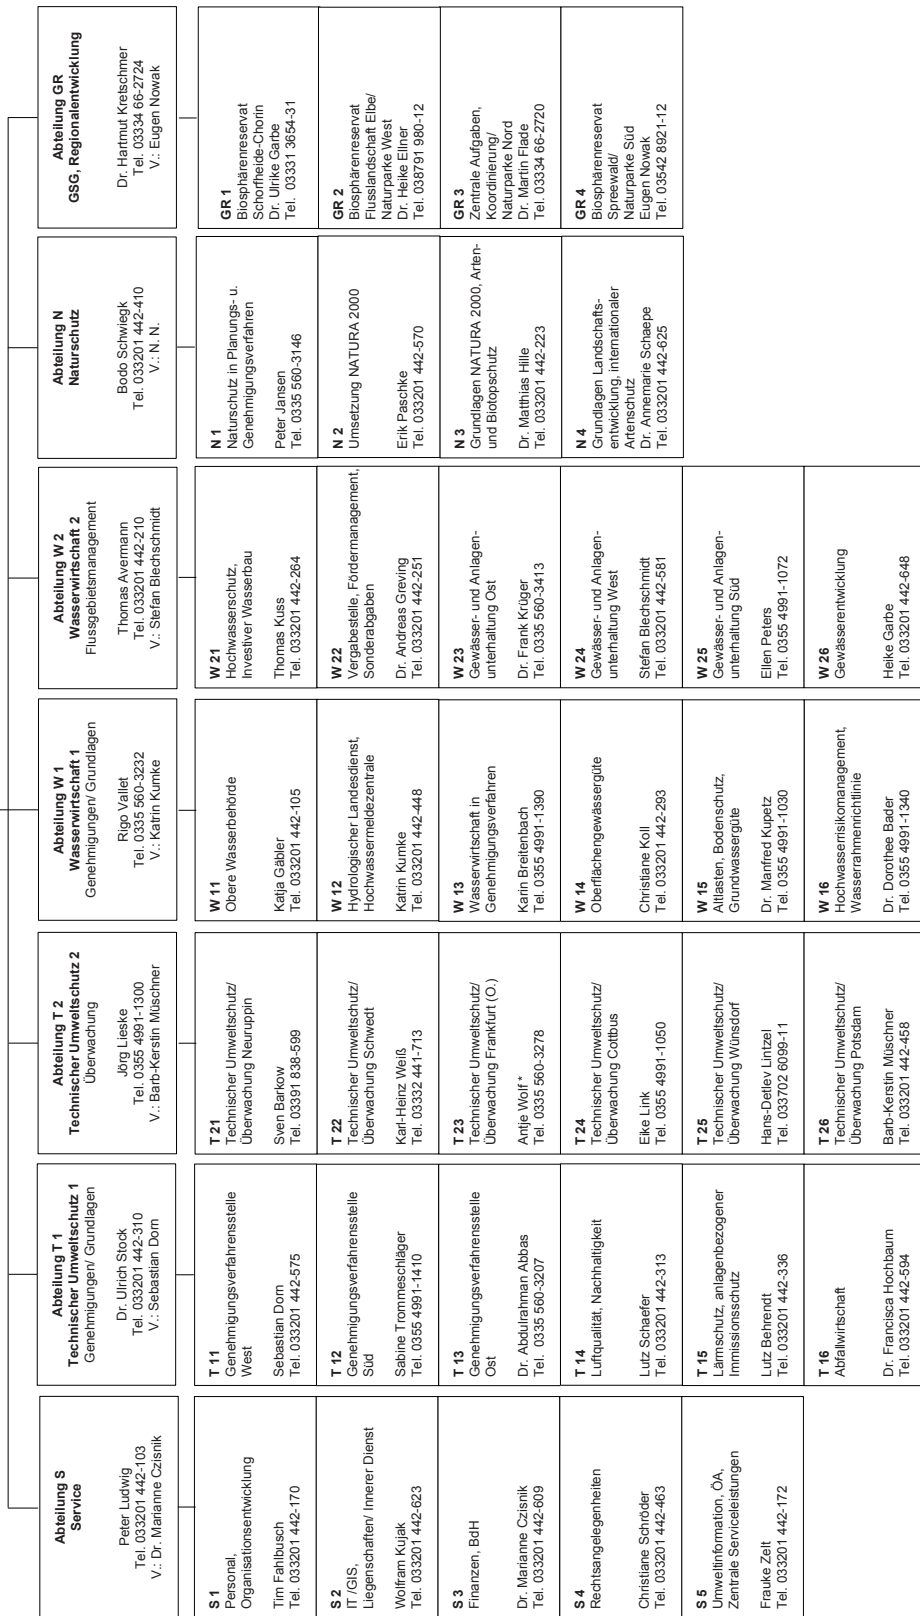 Abteilung S
Service
Peter Ludwig
Tel. 033201 442-103
V.: Dr. Marianne Czisnik
S 1
Personal,
Organisationsentwicklung
Tim Fahlbusch
Tel. 033201 442-170
S 2
IT /GIS,
Liegenschaften/ Innerer Dienst
Wolfram Kujak
Tel. 033201 442-623
S 3
Finanzen, BdH
Dr. Marianne Czisnik
Tel. 033201 442-609
S 4
Rechtsangelegenheiten
Christiane Schröder
Tel. 033201 442-463
S 5
Umweltinformation, ÖA,
Zentrale Serviceleistungen
Frauke Zelt
Tel. 033201 442-172
Abteilung T 1
Technischer Umweltschutz 1
Genehmigungen/ Grundlagen
Dr. Ulrich Stock
Tel. 033201 442-310
V.: Sebastian Dorn
T 11
Genehmigungsverfahrensstelle
West
Sebastian Dorn
Tel. 033201 442-575
T 12
Genehmigungsverfahrensstelle
Süd
Sabine Trommeschläger
Tel. 0355 4991-1410
T 13
Genehmigungsverfahrensstelle
Ost
Dr. Abdulrahman Abbas
Tel. 0335 560-3207
T 14
Luftqualität, Nachhaltigkeit
Lutz Schaefer
Tel. 033201 442-313
T 15
Lärmschutz, anlagenbezogener
Immissionsschutz
Lutz Behrendt
Tel. 033201 442-336
T 16
Abfallwirtschaft
Dr. Francisca Hochbaum
Tel. 033201 442-594
Abteilung T 2
Technischer Umweltschutz 2
Überwachung
Jörg Lieske
Tel. 0355 4991-1300
V.: Barb-Kerstin Müschner
T 21
Technischer Umweltschutz/
Überwachung Neuruppin
Sven Barkow
Tel. 03391 838-599
T 22
Technischer Umweltschutz/
Überwachung Schwedt
Karl-Heinz Weiß
Tel. 03332 441-713
T 23
Technischer Umweltschutz/
Überwachung Frankfurt (O.)
Antje Wolf *
Tel. 0335 560-3278
T 24
Technischer Umweltschutz/
Überwachung Cottbus
Eike Link
Tel. 0355 4991-1050
T 25
Technischer Umweltschutz/
Überwachung Wünsdorf
Hans-Detlev Lintzel
Tel. 033702 6099-11
T 26
Technischer Umweltschutz/
Überwachung Potsdam
Barb-Kerstin Müschner
Tel. 033201 442-458
Abteilung W 1
Wasserwirtschaft 1
Genehmigungen/ Grundlagen
Rigo Vallet
Tel. 0335 560-3232
V.: Katrin Kumke
W 11
Obere Wasserbehörde
Katja Gäbler
Tel. 033201 442-105
W 12
Hydrologischer Landesdienst,
Hochwassermeldezentrale
Katrin Kumke
Tel. 033201 442-448
W 13
Wasserwirtschaft in
Genehmigungsverfahren
Karin Breitenbach
Tel. 0355 4991-1390
W 14
Oberflächengewässergüte
Christiane Koll
Tel. 033201 442-293
W 15
Altlasten, Bodenschutz,
Grundwassergüte
Dr. Manfred Kupetz
Tel. 0355 4991-1030
W 16
Hochwasserrisikomanagement,
Wasserrahmenrichtlinie
Dr. Dorothee Bader
Tel. 0355 4991-1340
Abteilung W 2
Wasserwirtschaft 2
Flussgebietsmanagement
Thomas Avermann
Tel. 033201 442-210
V.: Stefan Blechschmidt
W 21
Hochwasserschutz,
Investiver Wasserbau
Thomas Kuss
Tel. 033201 442-264
W 22
Vergabestelle, Fördermanagement,
Sonderabgaben
Dr. Andreas Greving
Tel. 033201 442-251
W 23
Gewässer- und Anlagen-
unterhaltung Ost
Dr. Frank Krüger
Tel. 0335 560-3413
W 24
Gewässer- und Anlagen-
unterhaltung West
Stefan Blechschmidt
Tel. 033201 442-581
W 25
Gewässer- und Anlagen-
unterhaltung Süd
Ellen Peters
Tel. 0355 4991-1072
W 26
Gewässerentwicklung
Heike Garbe
Tel. 033201 442-648
Abteilung N
Naturschutz
Bodo Schwiegk
Tel. 033201 442-410
V.: N. N.
N 1
Naturschutz in Planungs- u.
Genehmigungsverfahren
Peter Jansen
Tel. 0335 560-3146
N 2
Umsetzung NATURA 2000
Erik Paschke
Tel. 033201 442-570
N 3
Grundlagen NATURA 2000, Arten-
und Biotopschutz
Dr. Matthias Hille
Tel. 033201 442-223
N 4
Grundlagen Landschafts-
entwicklung, internationaler
Artenschutz
Dr. Annemarie Schaepe
Tel. 033201 442-625
Abteilung GR
GSG, Regionalentwicklung
Dr. Hartmut Kretschmer
Tel. 03334 66-2724
V.: Eugen Nowak
GR 1
Biosphärenreservat
Schorfheide-Chorin
Dr. Ulrike Garbe
Tel. 03331 3654-31
GR 2
Biosphärenreservat
Flusslandschaft Elbe/
Naturparke West
Dr. Heike Ellner
Tel. 038791 980-12
GR 3
Zentrale Aufgaben,
Koordinierung/
Naturparke Nord
Dr. Martin Flade
Tel. 03334 66-2720
GR 4
Biosphärenreservat
Spreewald/
Naturparke Süd
Eugen Nowak
Tel. 03542 8921-12